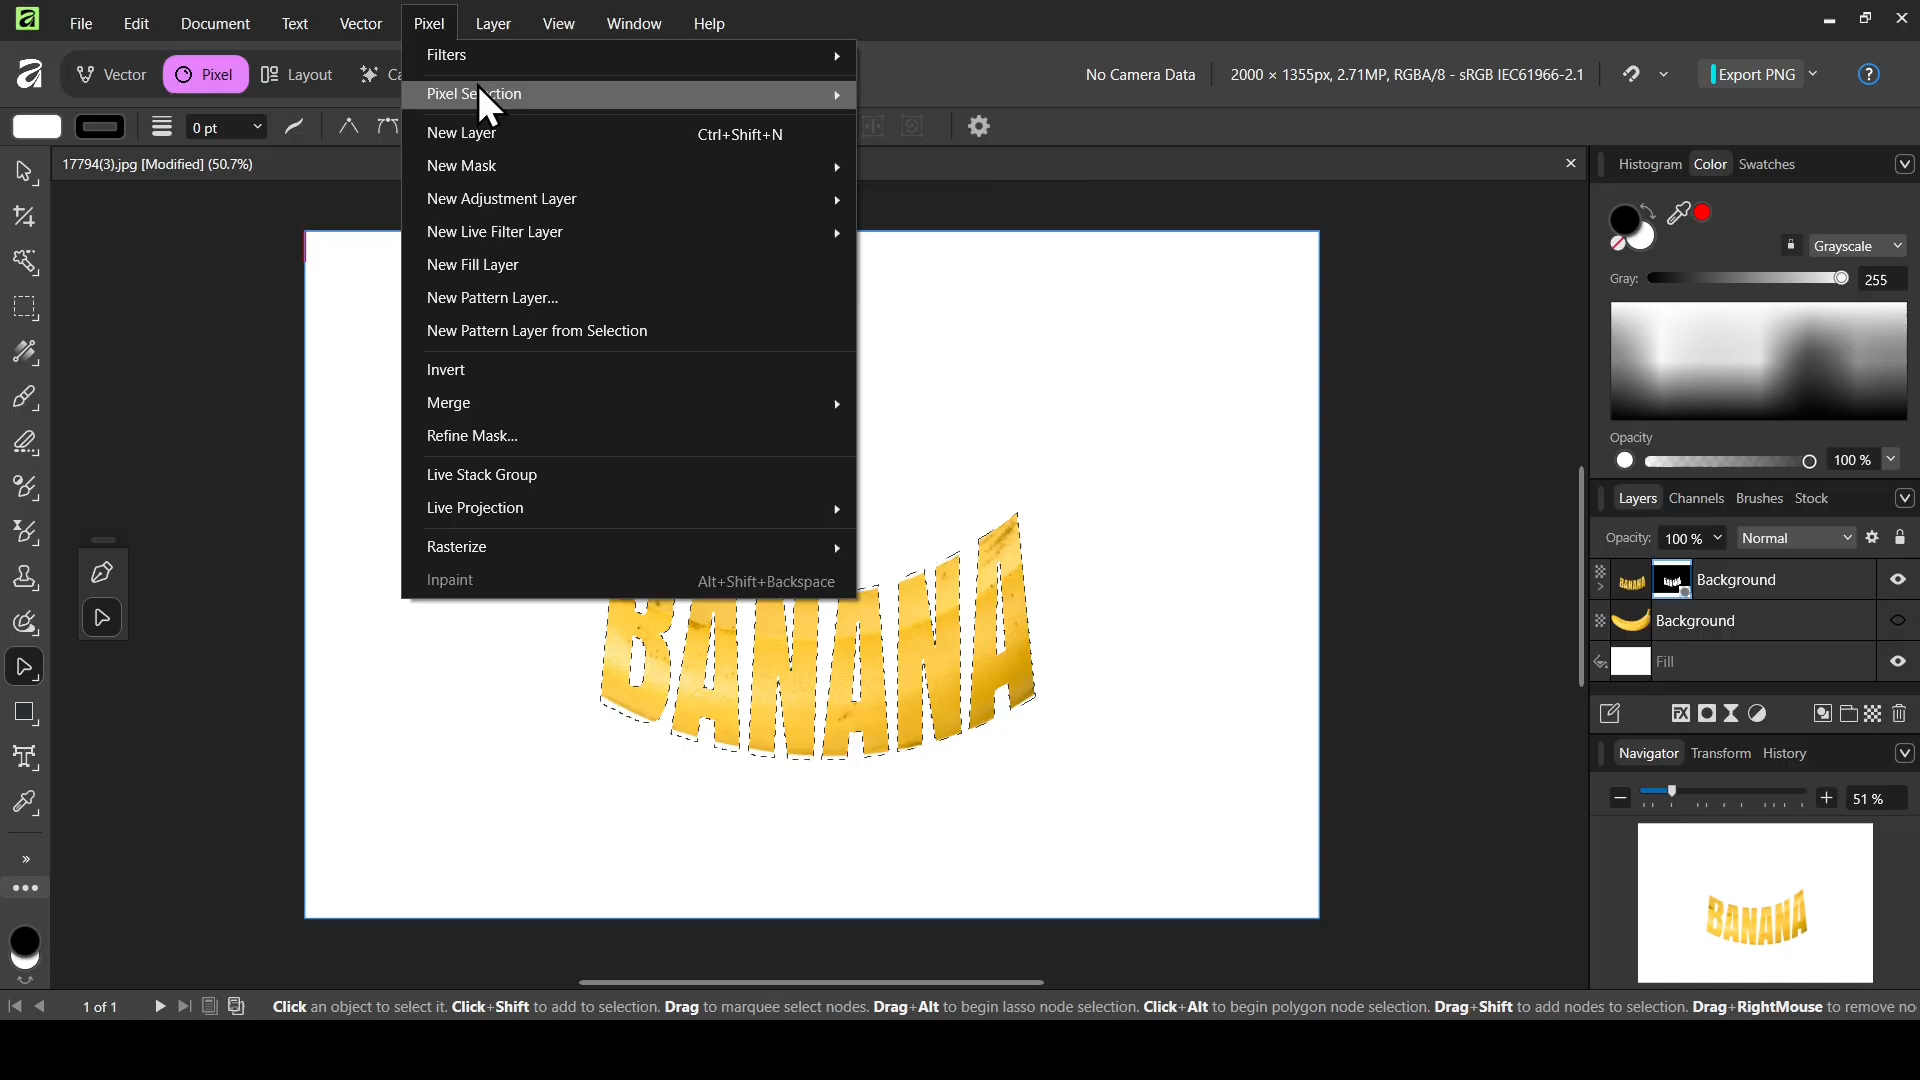 File Edit Document Text Vector Pixel Layer View Window Help
Vector Pixel Layout Ca No Camera Data 2000 × 1355px, 2.71MP, RGBA/8 - sRGB IEC61966-2.1 Export PNG ?
0 pt
17794(3).jpg [Modified] (50.7%)
Filters
Pixel Selection
New Layer Ctrl+Shift+N
New Mask
New Adjustment Layer
New Live Filter Layer
New Fill Layer
New Pattern Layer...
New Pattern Layer from Selection
Invert
Merge
Refine Mask...
Live Stack Group
Live Projection
Rasterize
Inpaint Alt+Shift+Backspace
BANANA
Histogram Color Swatches
Grayscale
Gray: 255
Opacity
100 %
Layers Channels Brushes Stock
Opacity: 100 % Normal
BANANA Background
Background
Fill
Navigator Transform History
51 %
BANANA
1 of 1 Click an object to select it. Click+Shift to add to selection. Drag to marquee select nodes. Drag+Alt to begin lasso node selection. Click+Alt to begin polygon node selection. Drag+Shift to add nodes to selection. Drag+RightMouse to remove no